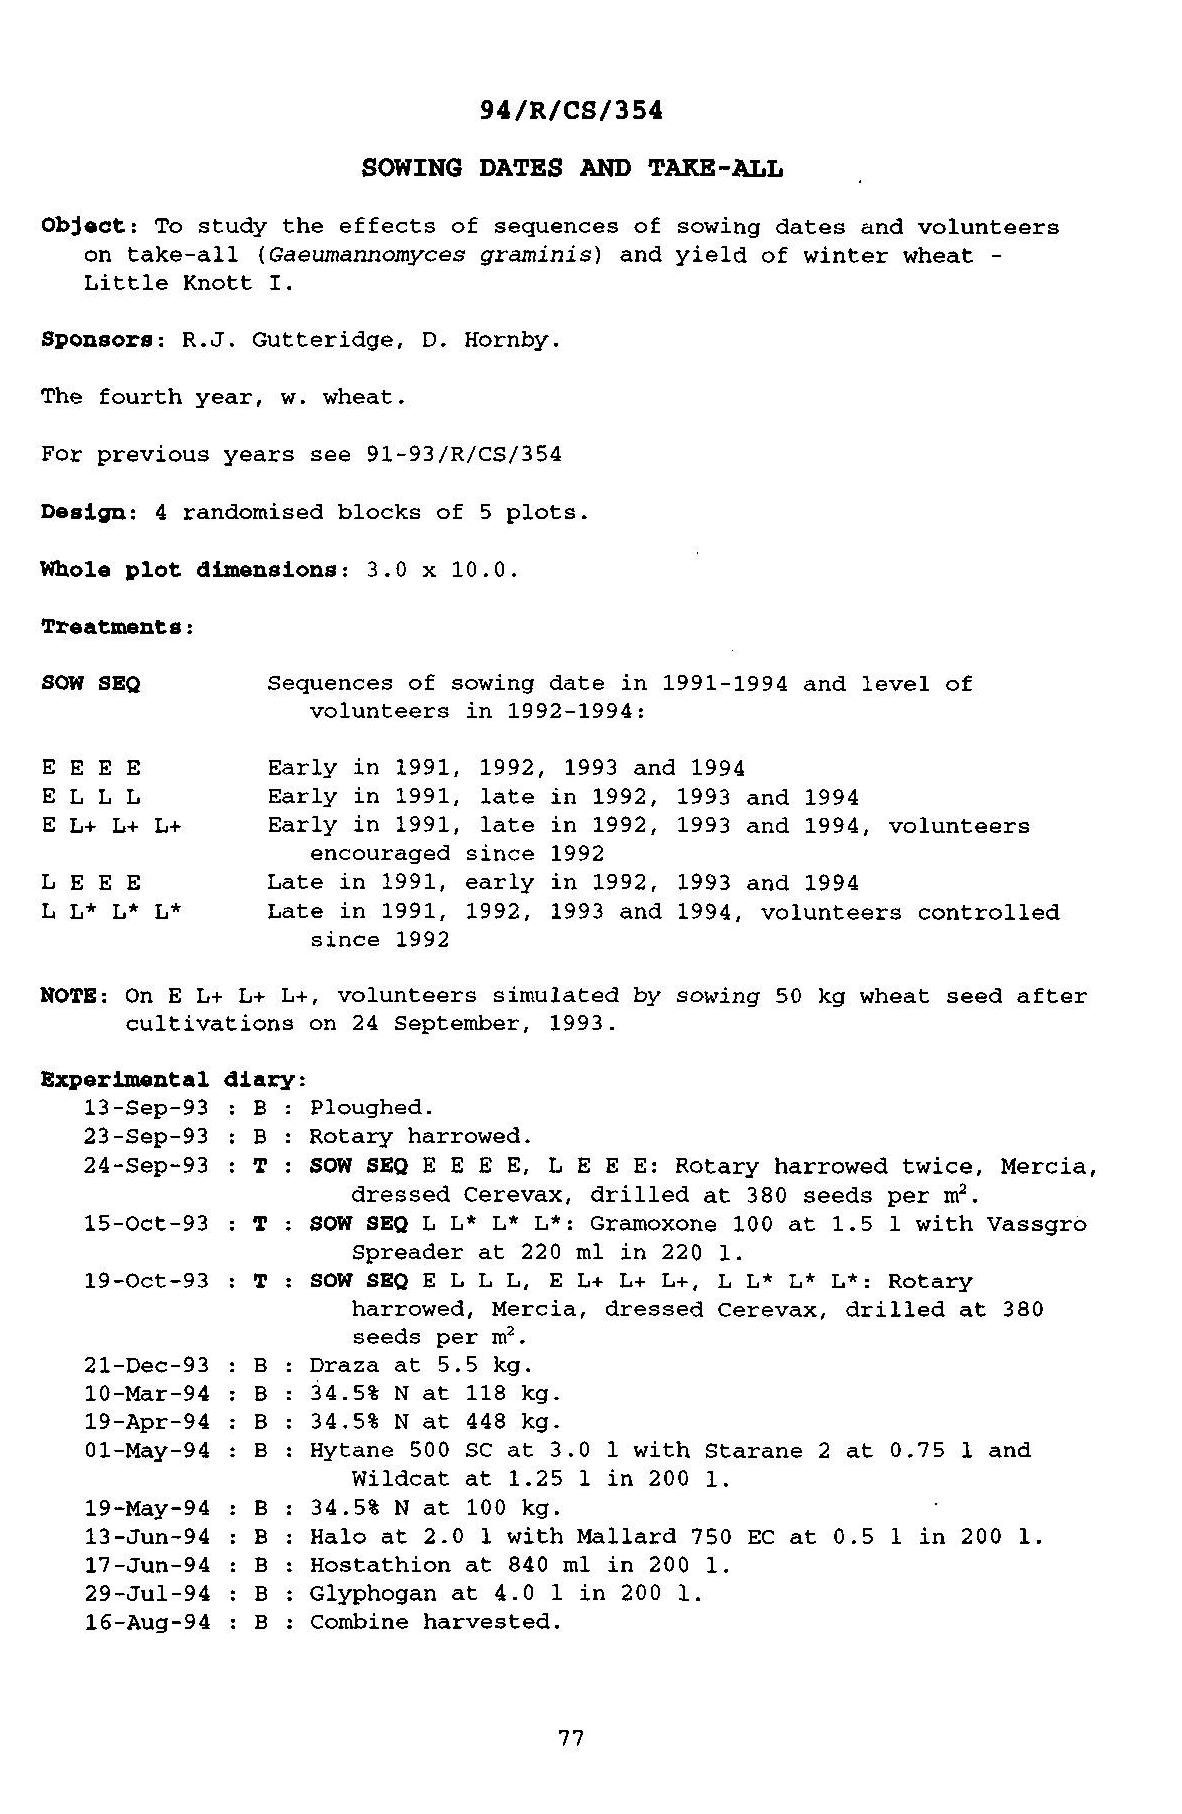 94/R/CS/354
SOWING DATES AND TAKE-ALL
Object: To study the effects of sequences of sowing dates and volunteers
on take-all (Gaeumannomyces graminis) and yield of winter wheat -
Little Knott I.
Sponsors: R.J. Gutteridge, D. Hornby.
The fourth year, w. wheat.
For previous years see 91-93/R/CS/354
Design: 4 randomised blocks of 5 plots.
Whole plot dimensions: 3.0 x 10.0.
Treatments:
SOW SEQ Sequences of sowing date in 1991-1994 and level of
volunteers in 1992-1994:
E E E E Early in 1991, 1992, 1993 and 1994
E L L L Early in 1991, late in 1992, 1993 and 1994
E L+ L+ L+ Early in 1991, late in 1992, 1993 and 1994, volunteers
encouraged since 1992
L E E E Late in 1991, early in 1992, 1993 and 1994
L L* L* L* Late in 1991, 1992, 1993 and 1994, volunteers controlled
since 1992
NOTE: On E L+ L+ L+, volunteers simulated by sowing 50 kg wheat seed after
cultivations on 24 September, 1993.
Experimental diary:
13-Sep-93 : B : Ploughed.
23-Sep-93 : B : Rotary harrowed.
24-Sep-93 : T : SOW SEQ E E E E, L E E E: Rotary harrowed twice, Mercia,
dressed Cerevax, drilled at 380 seeds per m².
15-Oct-93 : T : SOW SEQ L L* L* L*: Gramoxone 100 at 1.5 l with Vassgro
Spreader at 220 ml in 220 l.
19-Oct-93 : T : SOW SEQ E L L L, E L+ L+ L+, L L* L* L*: Rotary
harrowed, Mercia, dressed Cerevax, drilled at 380
seeds per m².
21-Dec-93 : B : Draza at 5.5 kg.
10-Mar-94 : B : 34.5% N at 118 kg.
19-Apr-94 : B : 34.5% N at 448 kg.
01-May-94 : B : Hytane 500 SC at 3.0 l with Starane 2 at 0.75 l and
Wildcat at 1.25 l in 200 l.
19-May-94 : B : 34.5% N at 100 kg.
13-Jun-94 : B : Halo at 2.0 l with Mallard 750 EC at 0.5 l in 200 l.
17-Jun-94 : B : Hostathion at 840 ml in 200 l.
29-Jul-94 : B : Glyphogan at 4.0 l in 200 l.
16-Aug-94 : B : Combine harvested.
77